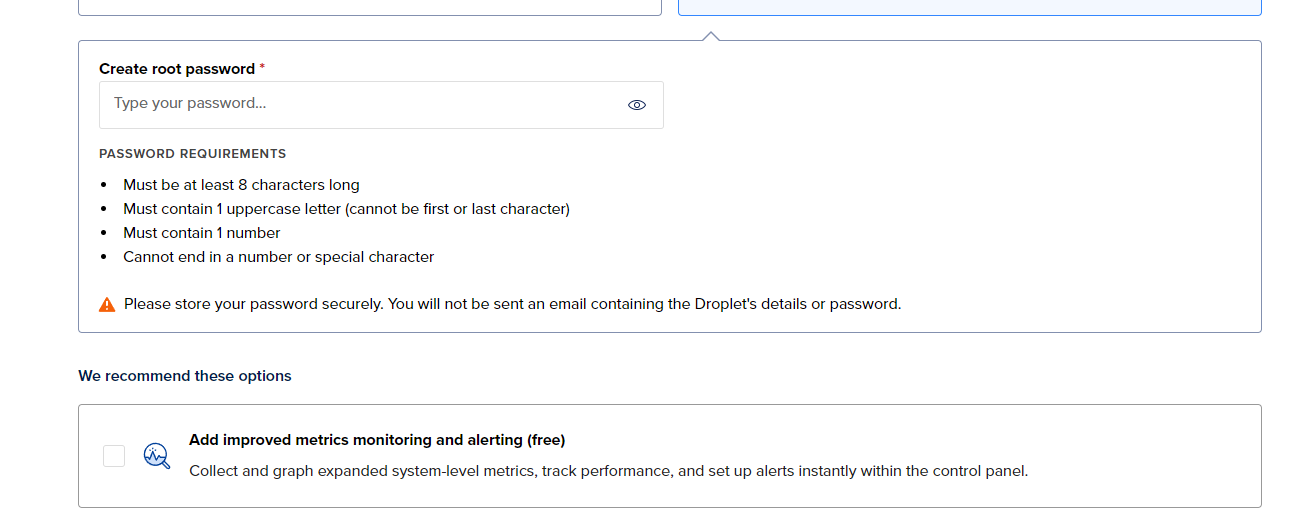 Create root password *
Type your password...
PASSWORD REQUIREMENTS
• Must be at least 8 characters long
• Must contain 1 uppercase letter (cannot be first or last character)
• Must contain 1 number
• Cannot end in a number or special character
Please store your password securely. You will not be sent an email containing the Droplet's details or password.
We recommend these options
Add improved metrics monitoring and alerting (free)
Collect and graph expanded system-level metrics, track performance, and set up alerts instantly within the control panel.